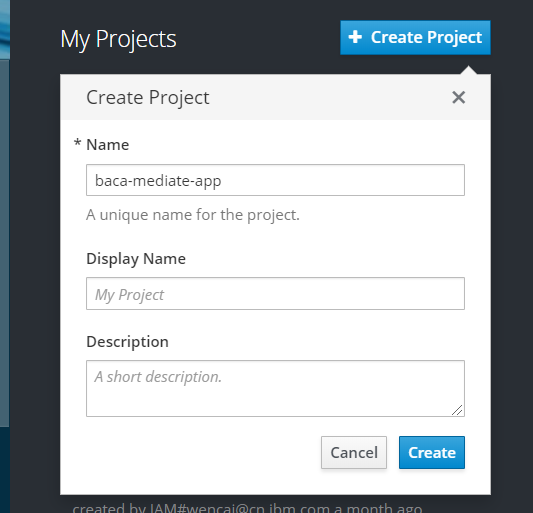 My Projects
+ Create Project
Create Project
* Name
baca-mediate-app
A unique name for the project.
Display Name
My Project
Description
A short description.
Cancel
Create
created by IAM#wencai@cn.ibm.com a month ago